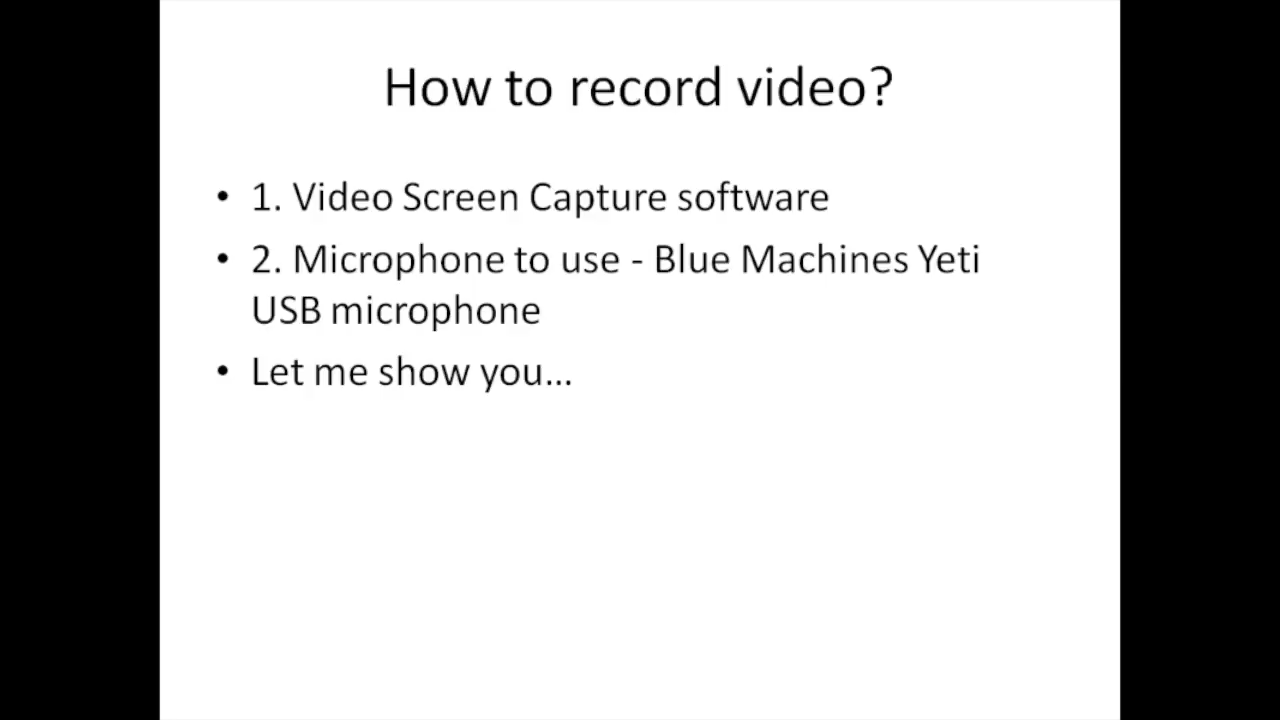 How to record video?
• 1. Video Screen Capture software
• 2. Microphone to use - Blue Machines Yeti
USB microphone
• Let me show you...